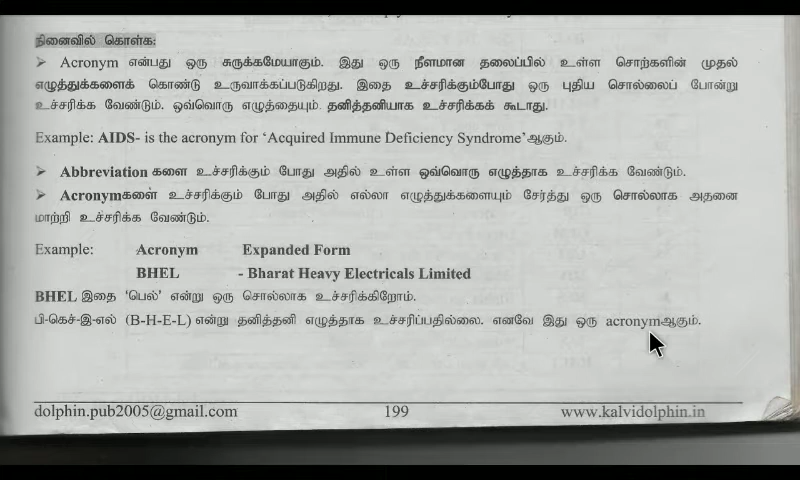 நினைவில் கொள்க:
➢ Acronym என்பது ஒரு சுருக்கமேயாகும். இது ஒரு நீளமான தலைப்பில் உள்ள சொற்களின் முதல்
எழுத்துக்களைக் கொண்டு உருவாக்கப்படுகிறது. இதை உச்சரிக்கும்போது ஒரு புதிய சொல்லைப் போன்று
உச்சரிக்க வேண்டும். ஒவ்வொரு எழுத்தையும் தனித்தனியாக உச்சரிக்கக் கூடாது.
Example: AIDS- is the acronym for ‘Acquired Immune Deficiency Syndrome’ஆகும்.
➢ Abbreviation களை உச்சரிக்கும் போது அதில் உள்ள ஒவ்வொரு எழுத்தாக உச்சரிக்க வேண்டும்.
➢ Acronymகளை உச்சரிக்கும் போது அதில் எல்லா எழுத்துக்களையும் சேர்த்து ஒரு சொல்லாக அதனை
மாற்றி உச்சரிக்க வேண்டும்.
Example: Acronym Expanded Form
BHEL - Bharat Heavy Electricals Limited
BHEL இதை ‘பெல்’ என்று ஒரு சொல்லாக உச்சரிக்கிறோம்.
பி-கெச்-இ-எல் (B-H-E-L) என்று தனித்தனி எழுத்தாக உச்சரிப்பதில்லை. எனவே இது ஒரு acronymஆகும்.
dolphin.pub2005@gmail.com 199 www.kalvidolphin.in